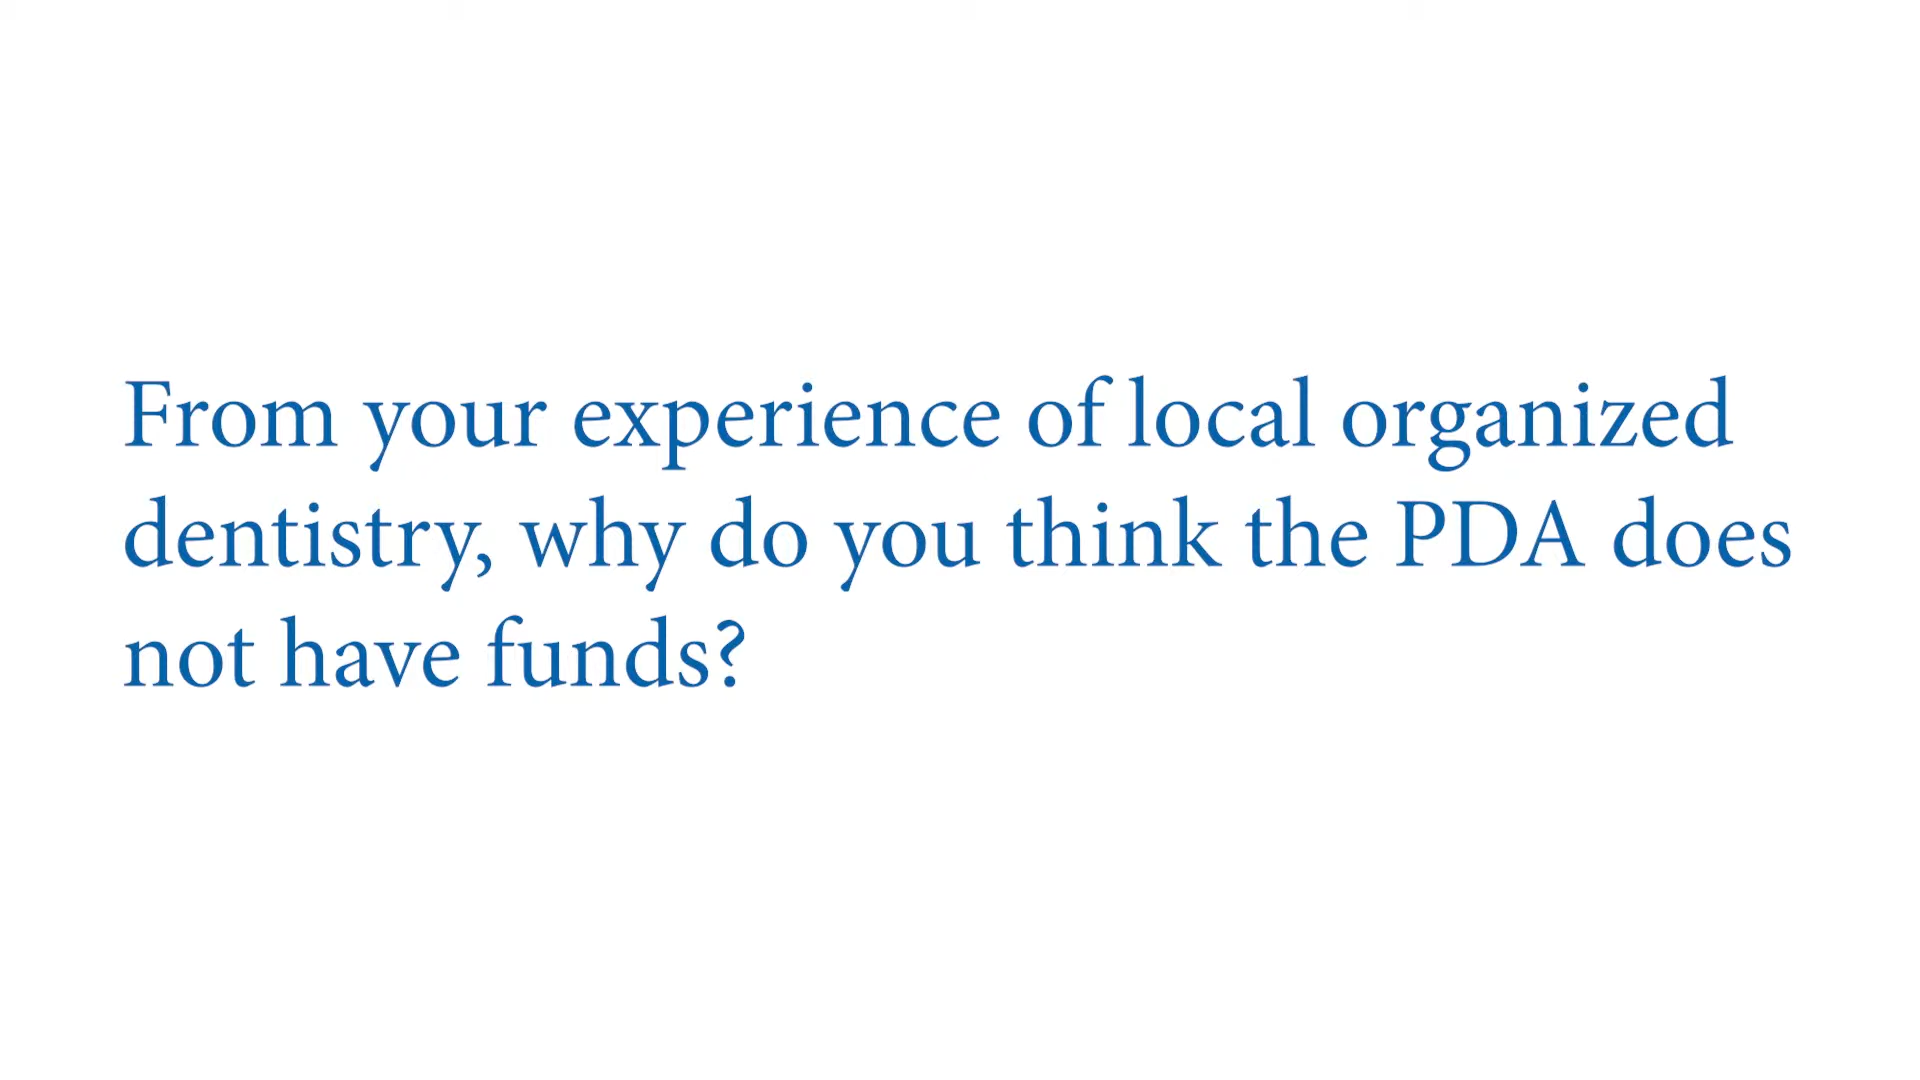 From your experience of local organized
dentistry, why do you think the PDA does
not have funds?